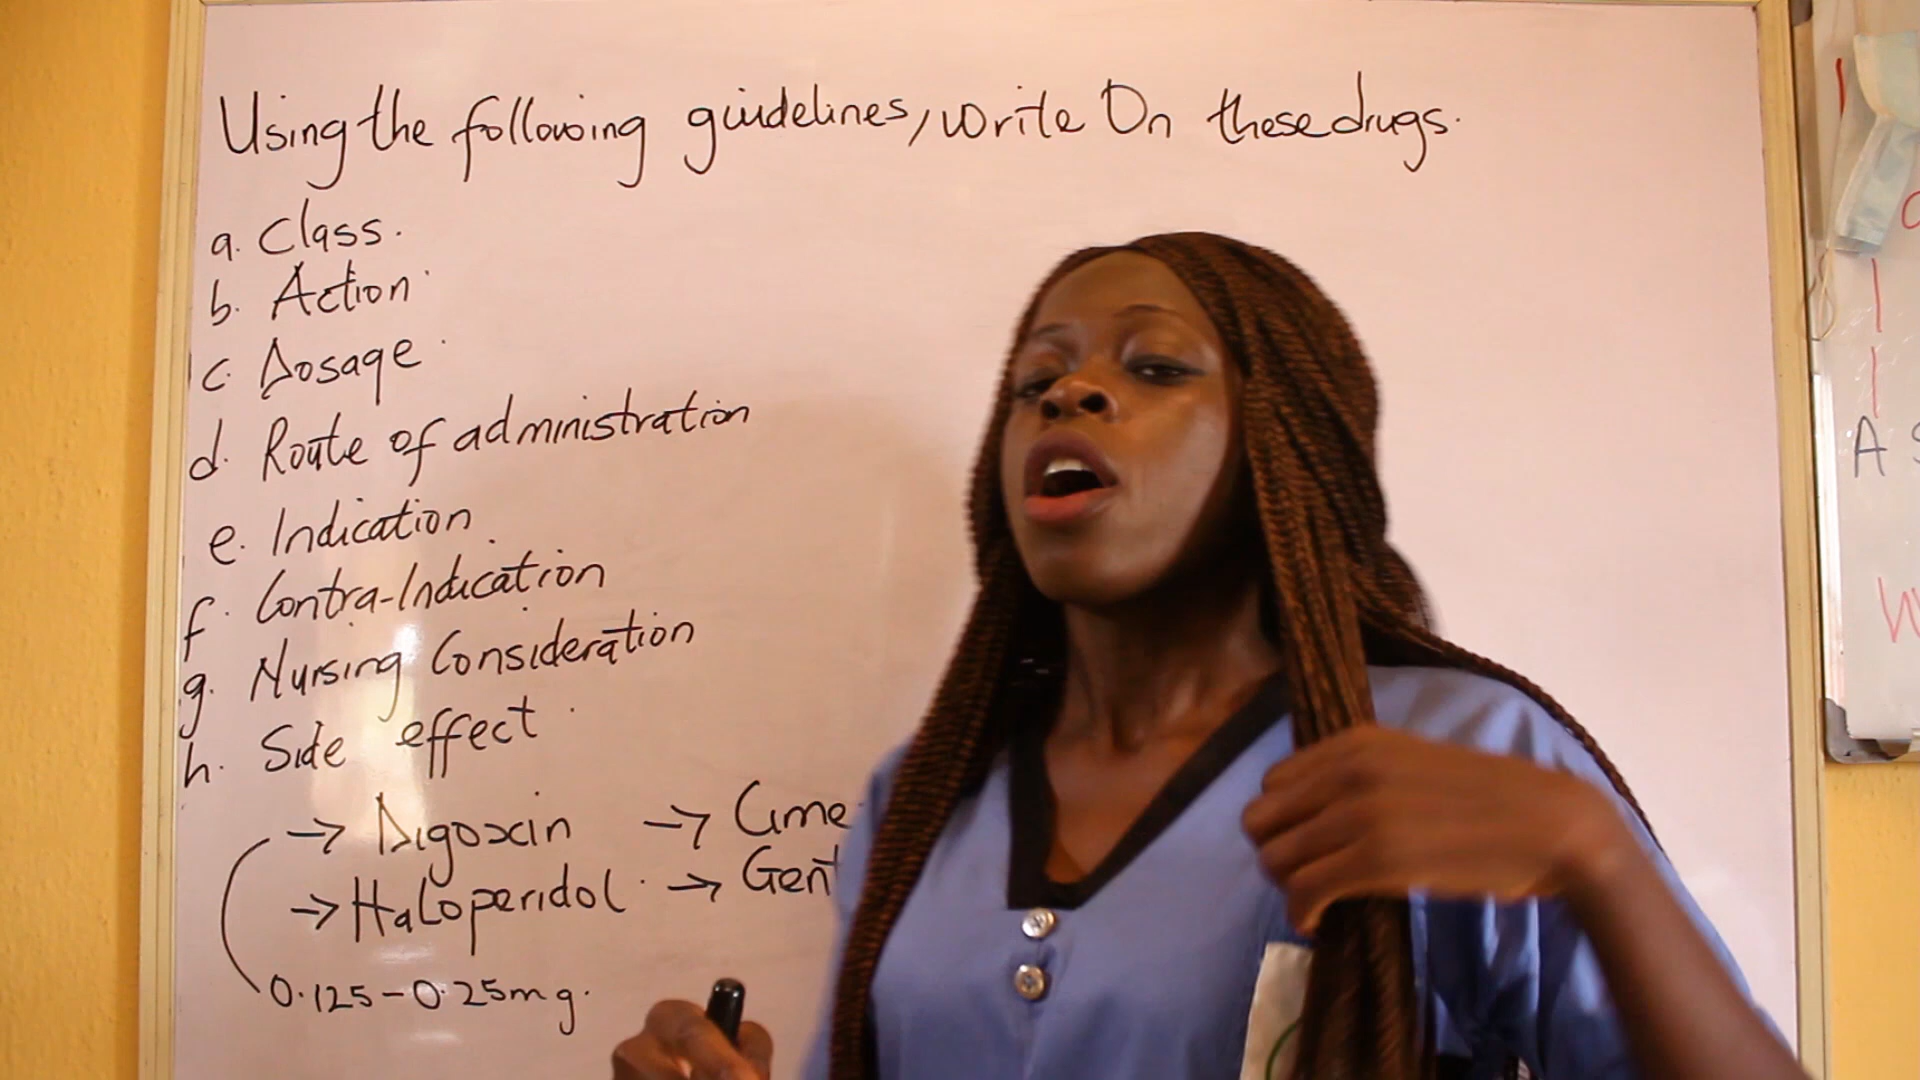 Using the following guidelines, write On these drugs.
a. Class.
b. Action
c. Dosage
d. Route of administration
e. Indication
f. Contra-Indication
g. Nursing Consideration
h. Side effect
→ Digoxin → Cime
→ Haloperidol → Gent
0.125-0.25mg.
A S